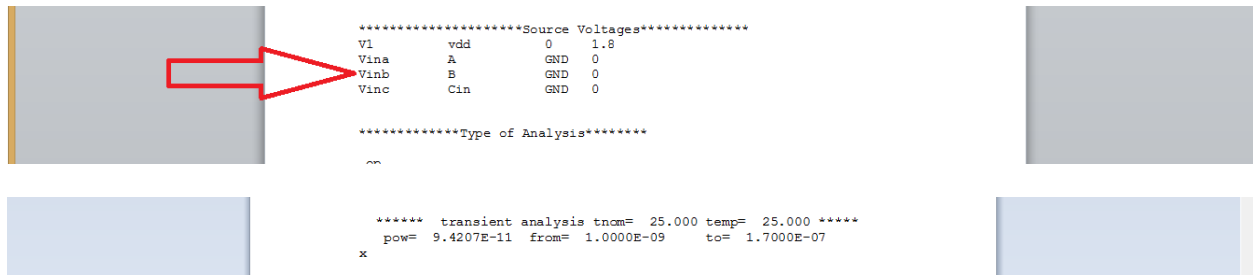 *********************Source Voltages**************
V1 vdd 0 1.8
Vina A GND 0
Vinb B GND 0
Vinc Cin GND 0
*************Type of Analysis********
****** transient analysis tnom= 25.000 temp= 25.000 *****
pow= 9.4207E-11 from= 1.0000E-09 to= 1.7000E-07
x